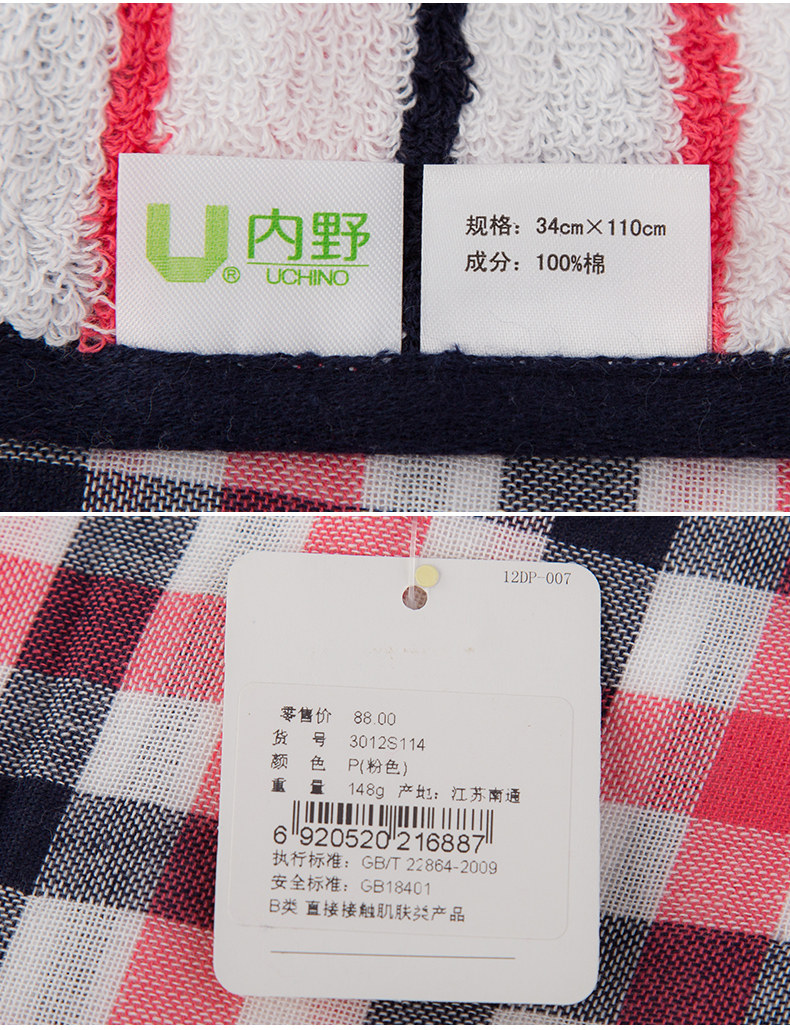 U®内野
UCHINO
规格：34cm×110cm
成分：100%棉
12DP-007
零售价 88.00
货 号 3012S114
颜 色 P(粉色)
重 量 148g 产地：江苏南通
6 920520 216887
执行标准：GB/T 22864-2009
安全标准：GB18401
B类 直接接触肌肤类产品